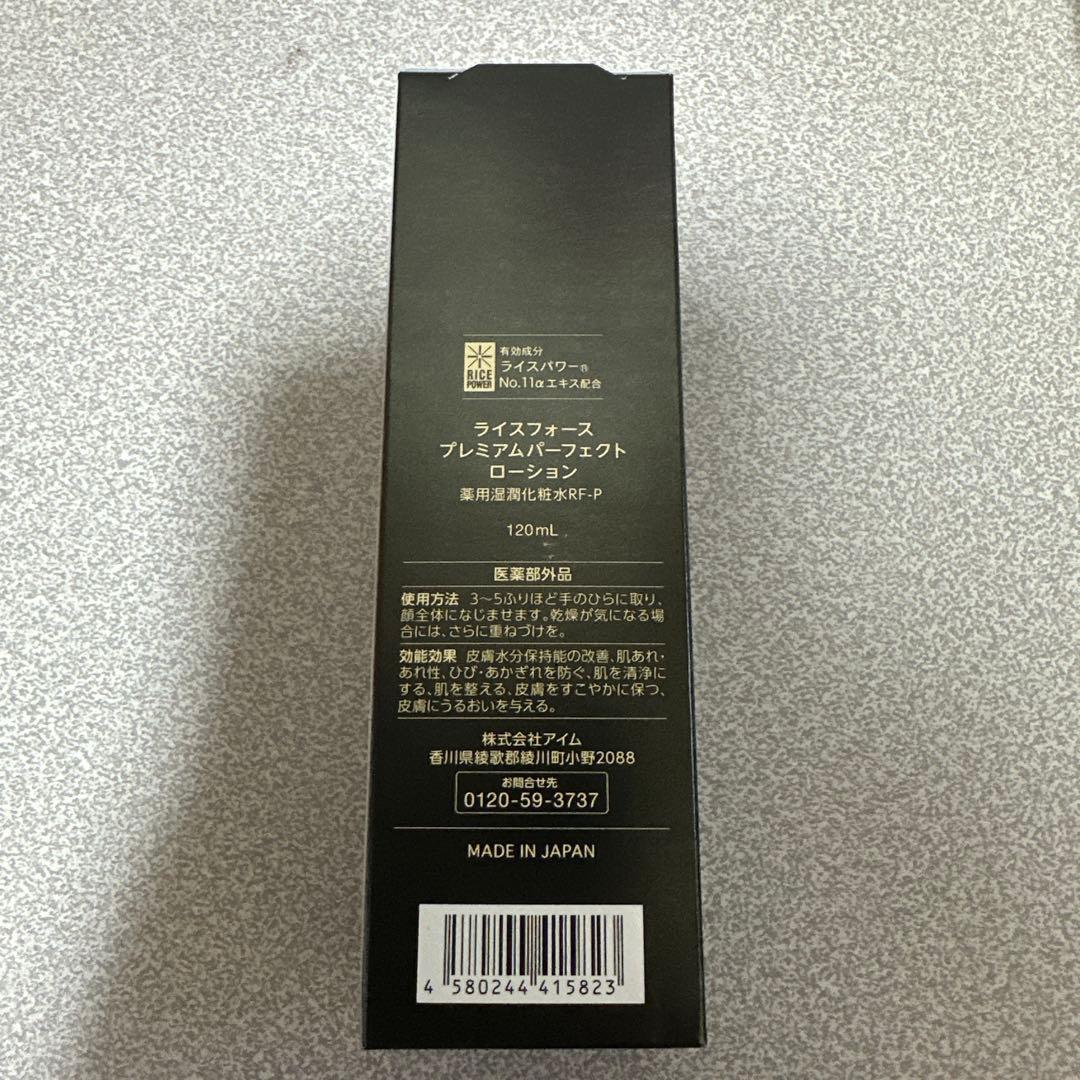 RICE
POWER
有効成分
ライスパワー®
No.11αエキス配合
ライスフォース
プレミアムパーフェクト
ローション
薬用湿潤化粧水RF-P
120mL
医薬部外品
使用方法 3〜5ふりほど手のひらに取り、
顔全体になじませます。乾燥が気になる場
合には、さらに重ねづけを。
効能効果 皮膚水分保持能の改善、肌あれ・
あれ性、ひび・あかぎれを防ぐ、肌を清浄に
する、肌を整える、皮膚をすこやかに保つ、
皮膚にうるおいを与える。
株式会社アイム
香川県綾歌郡綾川町小野2088
お問合せ先
0120-59-3737
MADE IN JAPAN
4 580244 415823